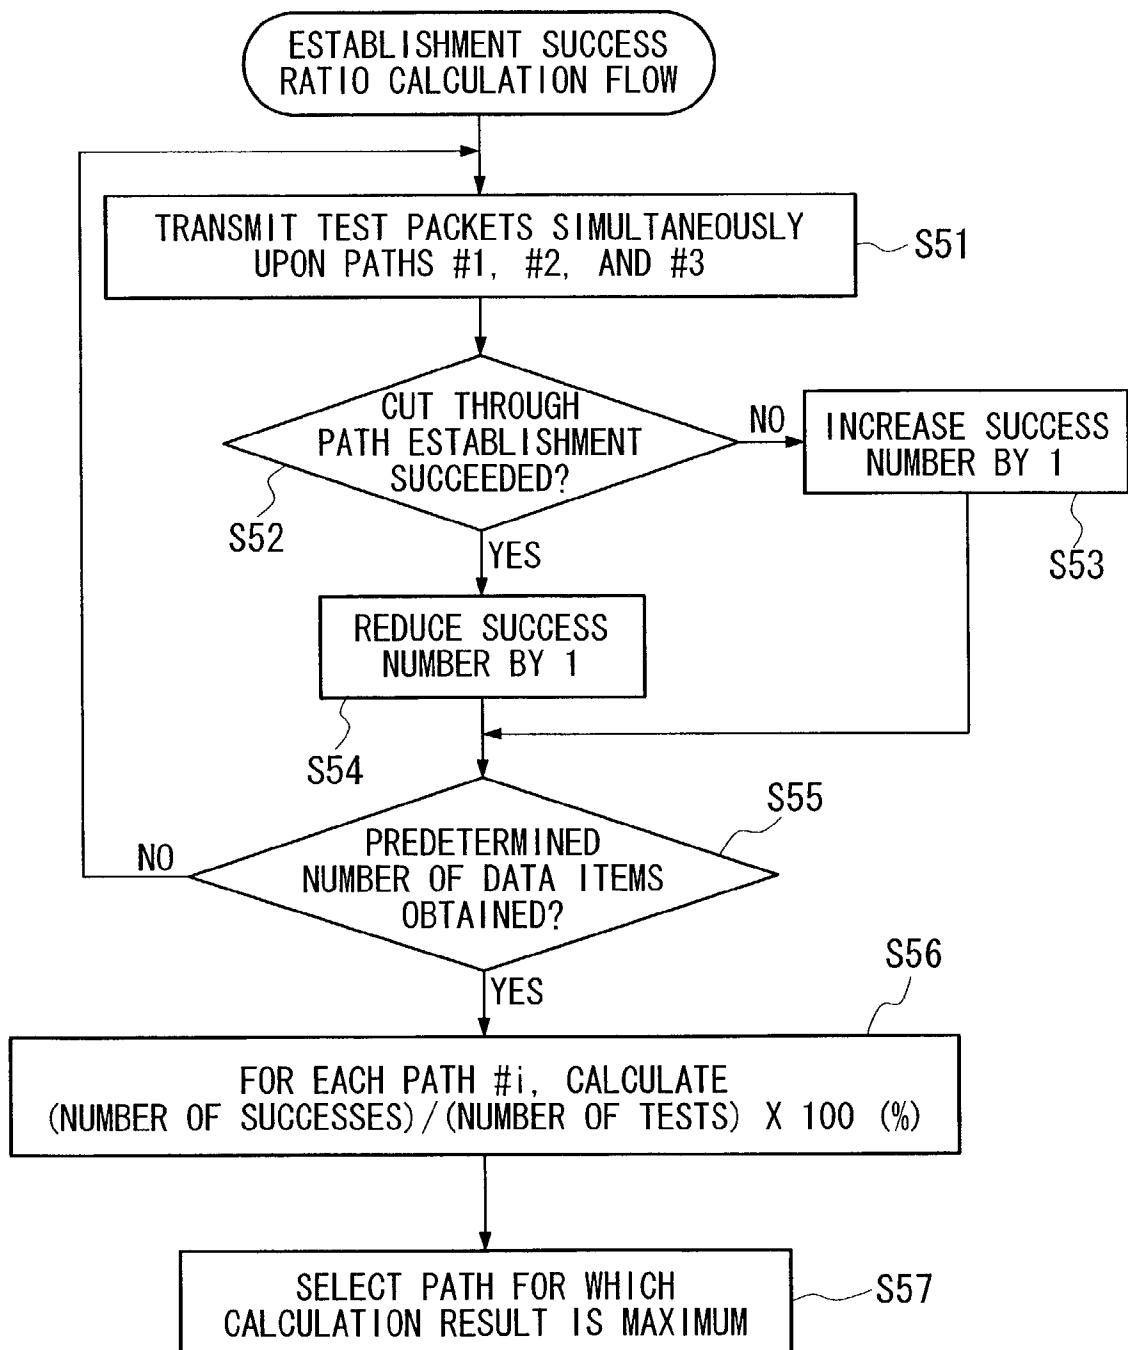 ESTABLISHMENT SUCCESS
RATIO CALCULATION FLOW
TRANSMIT TEST PACKETS SIMULTANEOUSLY
UPON PATHS #1, #2, AND #3
S51
CUT THROUGH
PATH ESTABLISHMENT
SUCCEEDED?
S52
NO
INCREASE SUCCESS
NUMBER BY 1
S53
YES
REDUCE SUCCESS
NUMBER BY 1
S54
PREDETERMINED
NUMBER OF DATA ITEMS
OBTAINED?
S55
NO
YES
S56
FOR EACH PATH #i, CALCULATE
(NUMBER OF SUCCESSES)/(NUMBER OF TESTS) X 100 (%)
SELECT PATH FOR WHICH
CALCULATION RESULT IS MAXIMUM
S57